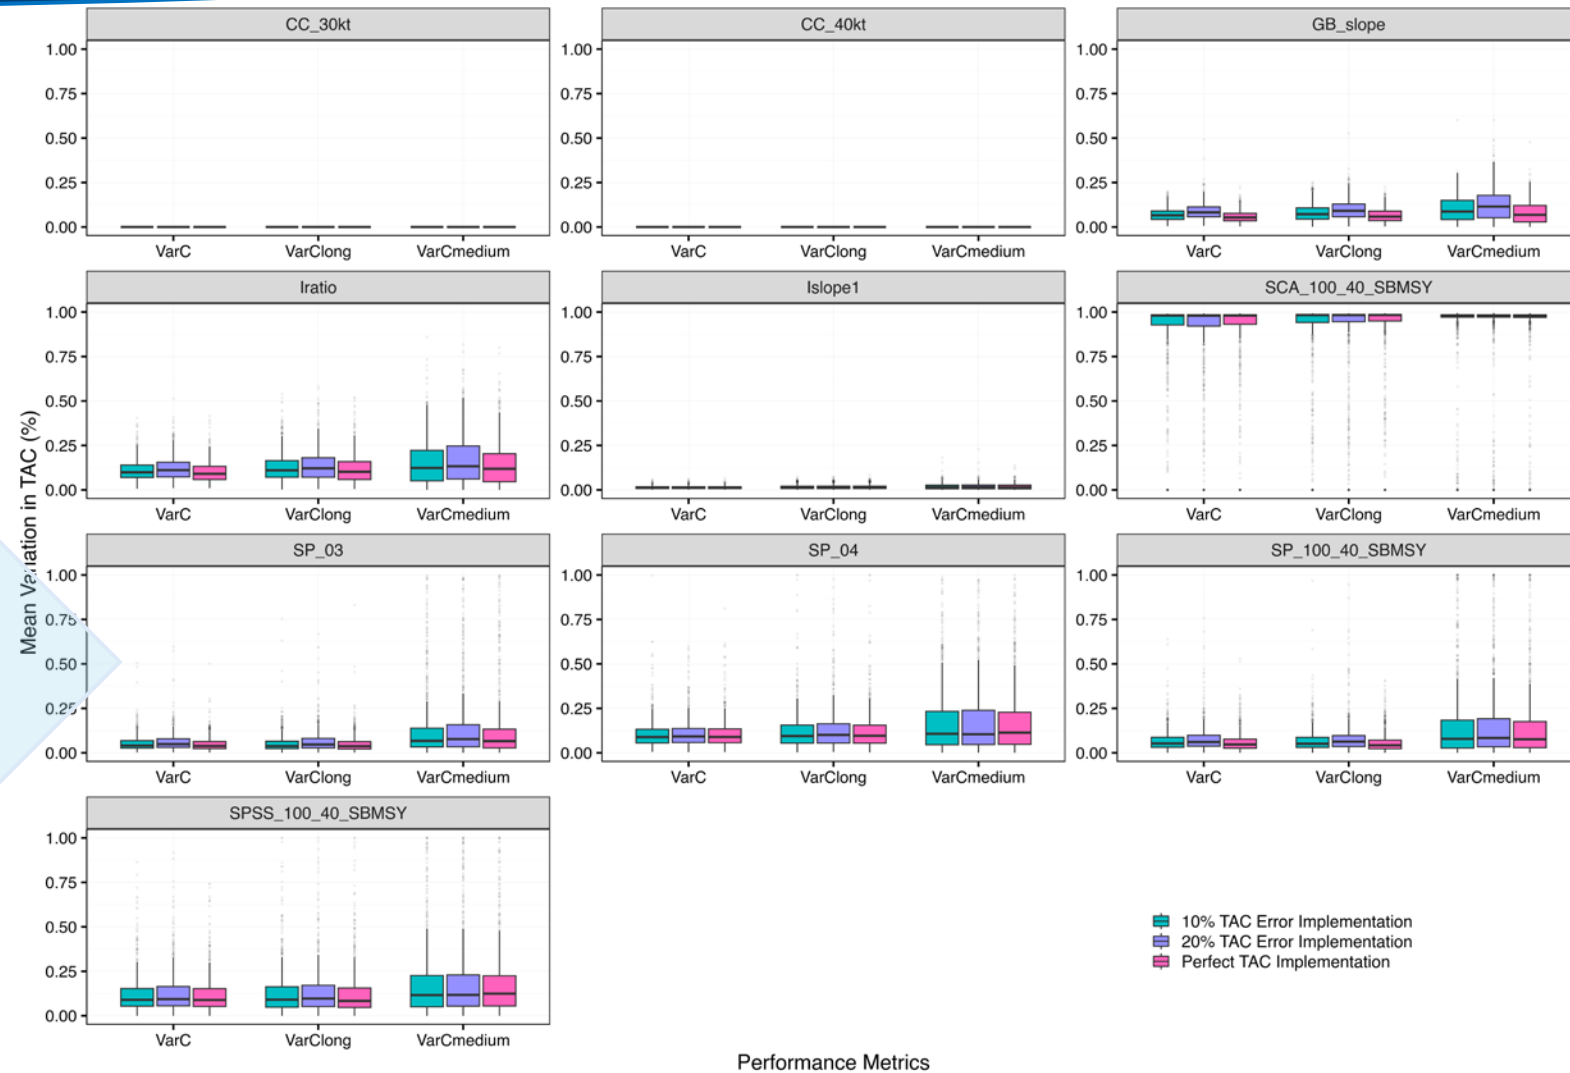 CC_30kt
CC_40kt
GB_slope
1.00
0.75
0.50
0.25
0.00
1.00
0.75
0.50
0.25
0.00
1.00
0.75
0.50
0.25
0.00
VarC VarClong VarCmedium
VarC VarClong VarCmedium
VarC VarClong VarCmedium
Iratio
Islope1
SCA_100_40_SBMSY
1.00
0.75
0.50
0.25
0.00
1.00
0.75
0.50
0.25
0.00
1.00
0.75
0.50
0.25
0.00
VarC VarClong VarCmedium
VarC VarClong VarCmedium
VarC VarClong VarCmedium
Mean Variation in TAC (%)
SP_03
SP_04
SP_100_40_SBMSY
1.00
0.75
0.50
0.25
0.00
1.00
0.75
0.50
0.25
0.00
1.00
0.75
0.50
0.25
0.00
VarC VarClong VarCmedium
VarC VarClong VarCmedium
VarC VarClong VarCmedium
SPSS_100_40_SBMSY
1.00
0.75
0.50
0.25
0.00
VarC VarClong VarCmedium
10% TAC Error Implementation
20% TAC Error Implementation
Perfect TAC Implementation
Performance Metrics